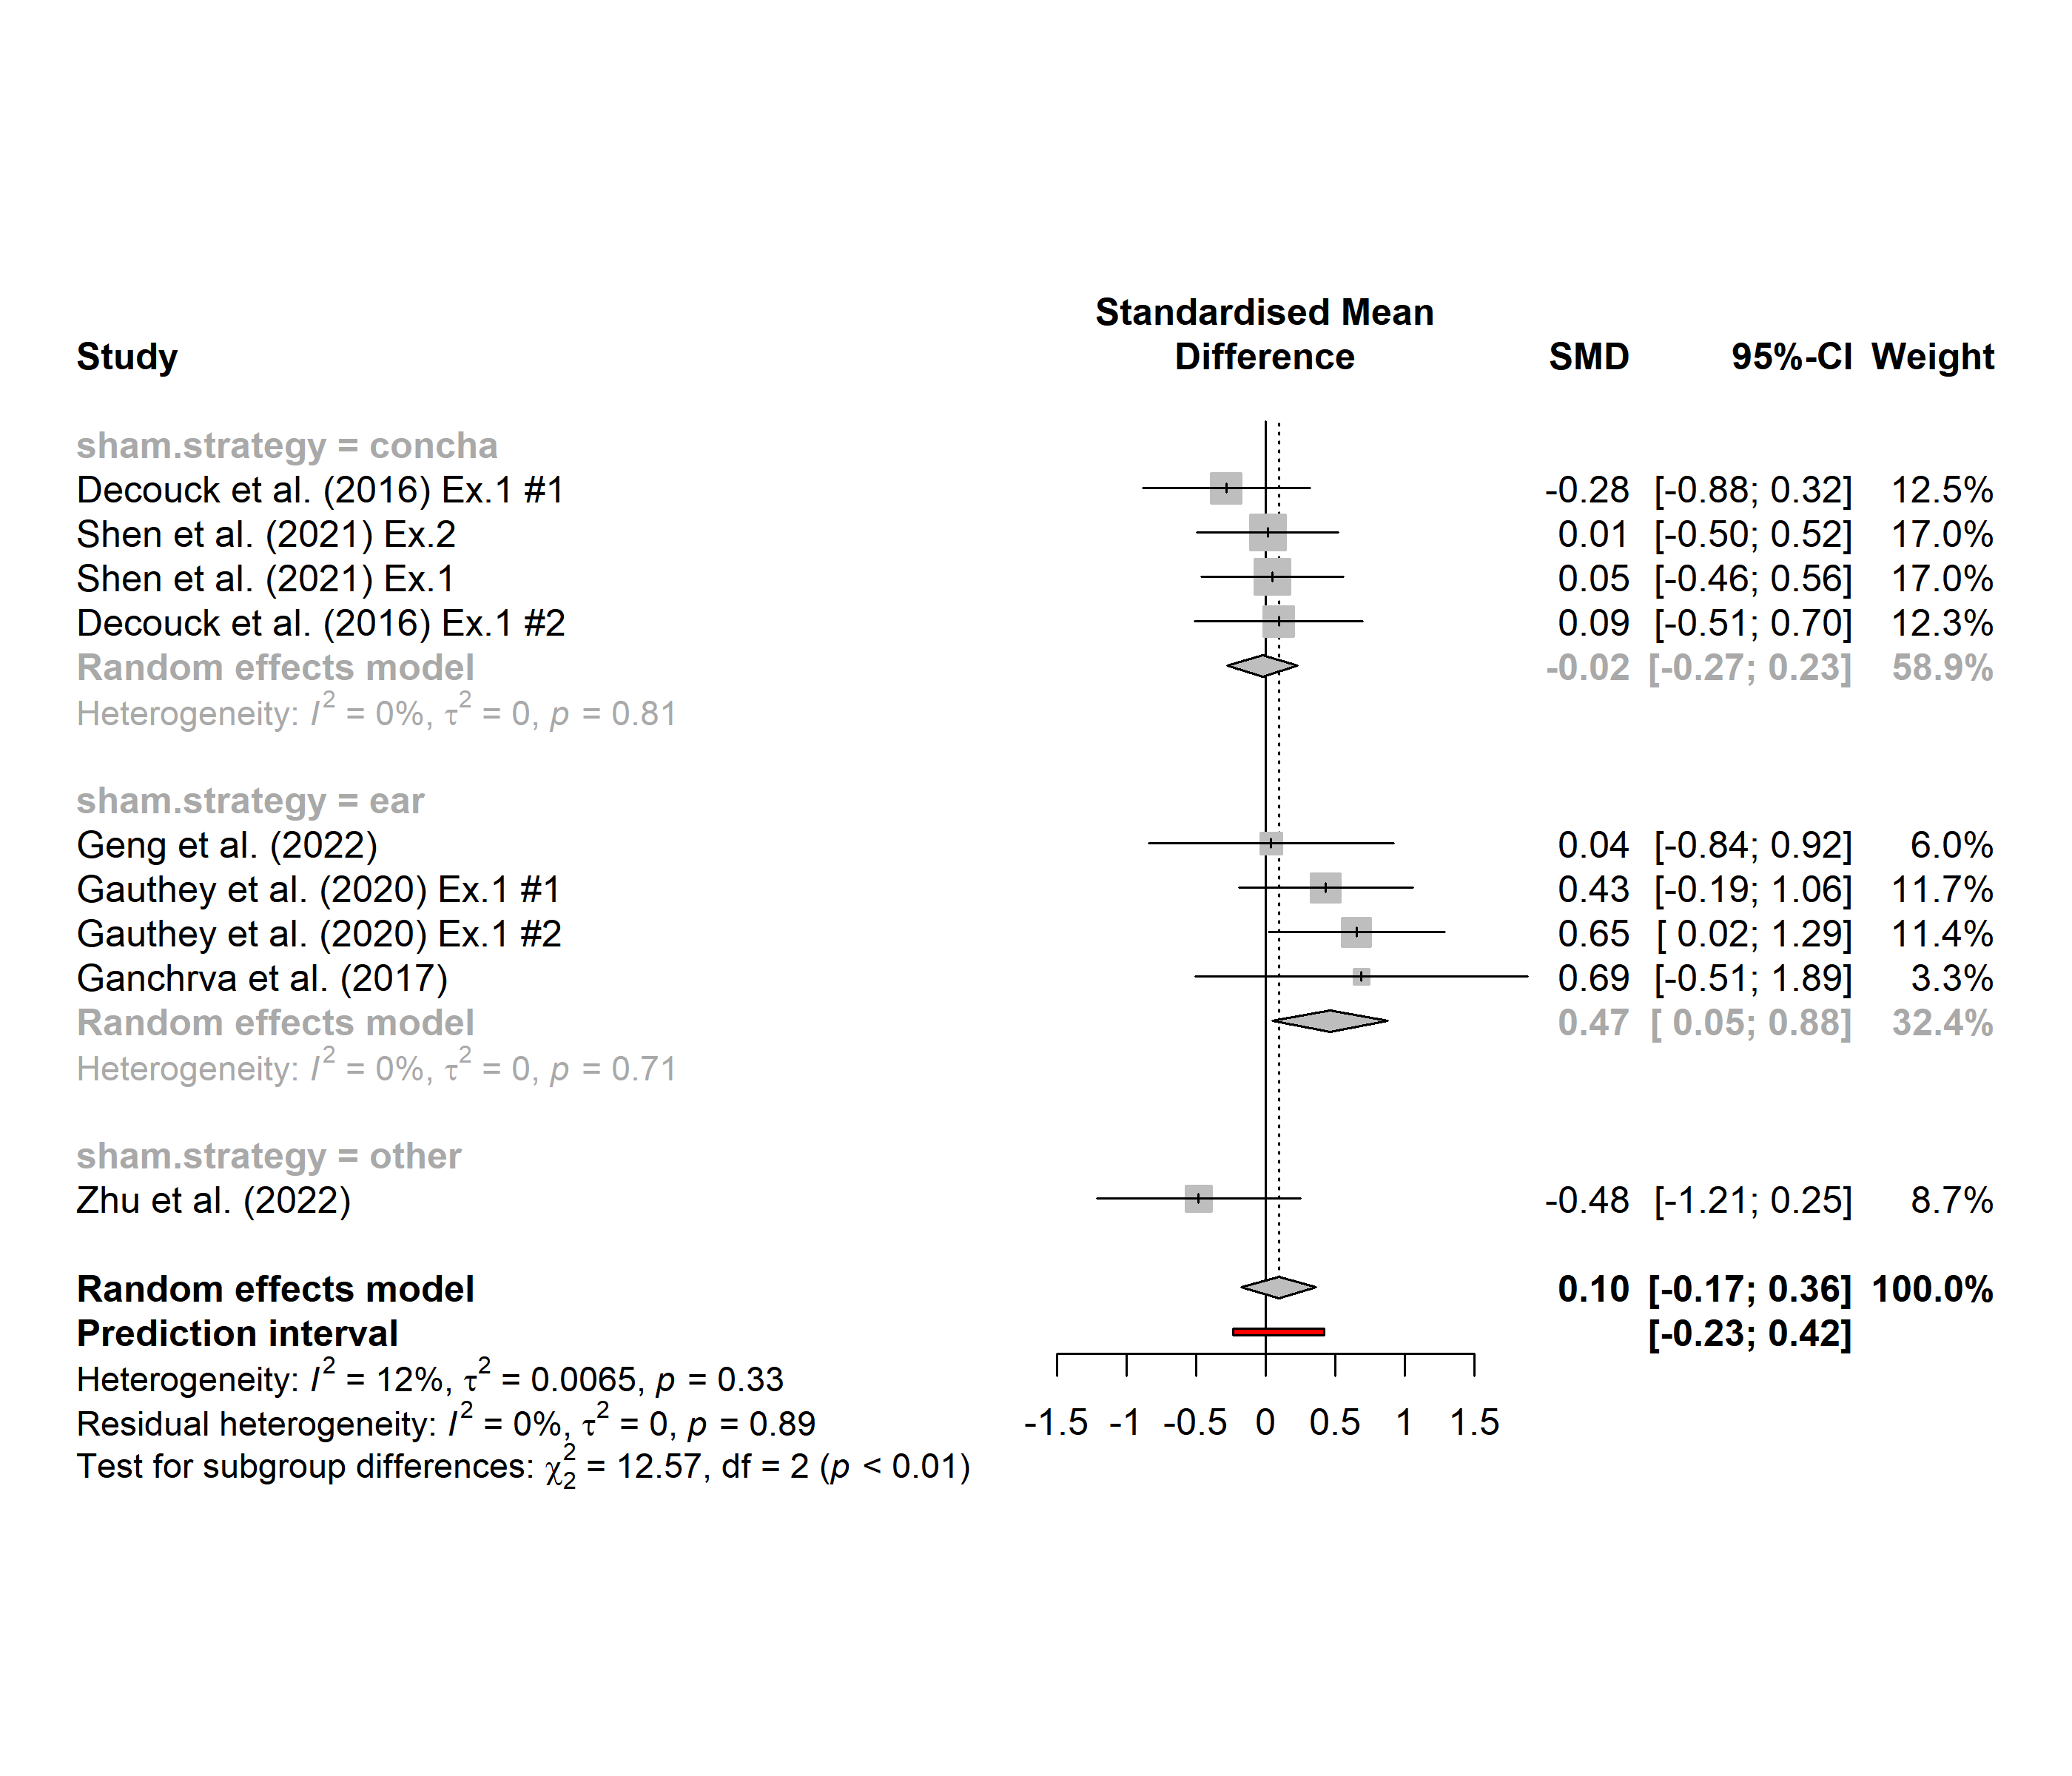 Standardised Mean
Study Difference SMD 95%-CI Weight
sham.strategy = concha
Decouck et al. (2016) Ex.1 #1 -0.28 [-0.88; 0.32] 12.5%
Shen et al. (2021) Ex.2 0.01 [-0.50; 0.52] 17.0%
Shen et al. (2021) Ex.1 0.05 [-0.46; 0.56] 17.0%
Decouck et al. (2016) Ex.1 #2 0.09 [-0.51; 0.70] 12.3%
Random effects model -0.02 [-0.27; 0.23] 58.9%
Heterogeneity: I² = 0%, τ² = 0, p = 0.81
sham.strategy = ear
Geng et al. (2022) 0.04 [-0.84; 0.92] 6.0%
Gauthey et al. (2020) Ex.1 #1 0.43 [-0.19; 1.06] 11.7%
Gauthey et al. (2020) Ex.1 #2 0.65 [ 0.02; 1.29] 11.4%
Ganchrva et al. (2017) 0.69 [-0.51; 1.89] 3.3%
Random effects model 0.47 [ 0.05; 0.88] 32.4%
Heterogeneity: I² = 0%, τ² = 0, p = 0.71
sham.strategy = other
Zhu et al. (2022) -0.48 [-1.21; 0.25] 8.7%
Random effects model 0.10 [-0.17; 0.36] 100.0%
Prediction interval [-0.23; 0.42]
Heterogeneity: I² = 12%, τ² = 0.0065, p = 0.33
Residual heterogeneity: I² = 0%, τ² = 0, p = 0.89
-1.5 -1 -0.5 0 0.5 1 1.5
Test for subgroup differences: χ²₂ = 12.57, df = 2 (p < 0.01)